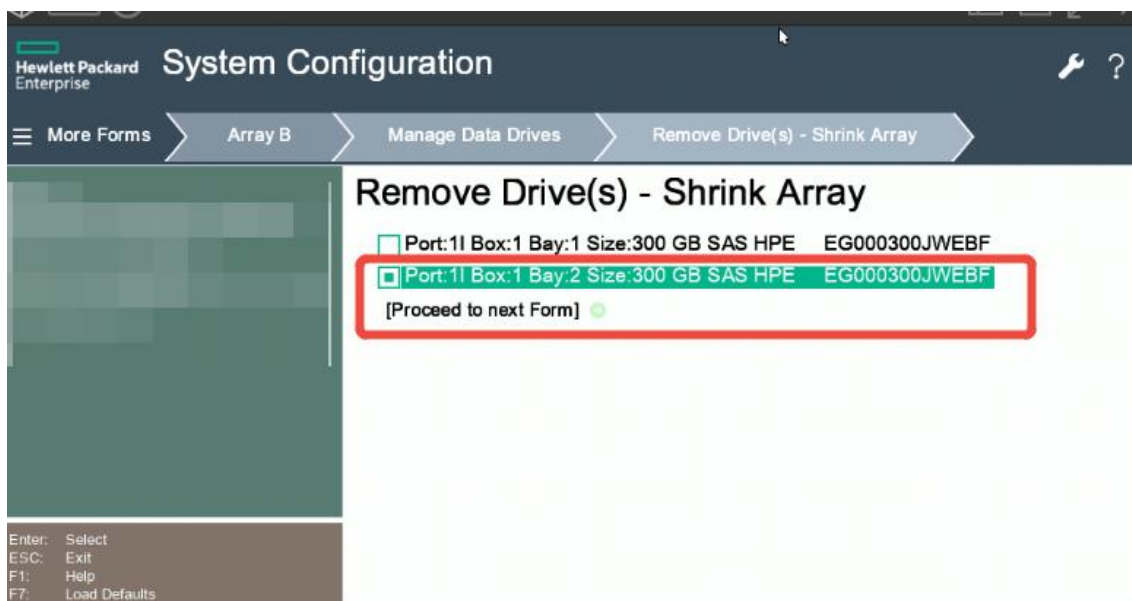 Hewlett Packard
Enterprise
System Configuration
?
More Forms
Array B
Manage Data Drives
Remove Drive(s) - Shrink Array
Remove Drive(s) - Shrink Array
Port:1I Box:1 Bay:1 Size:300 GB SAS HPE EG000300JWEBF
Port:1I Box:1 Bay:2 Size:300 GB SAS HPE EG000300JWEBF
[Proceed to next Form]
Enter: Select
ESC: Exit
F1: Help
F7: Load Defaults